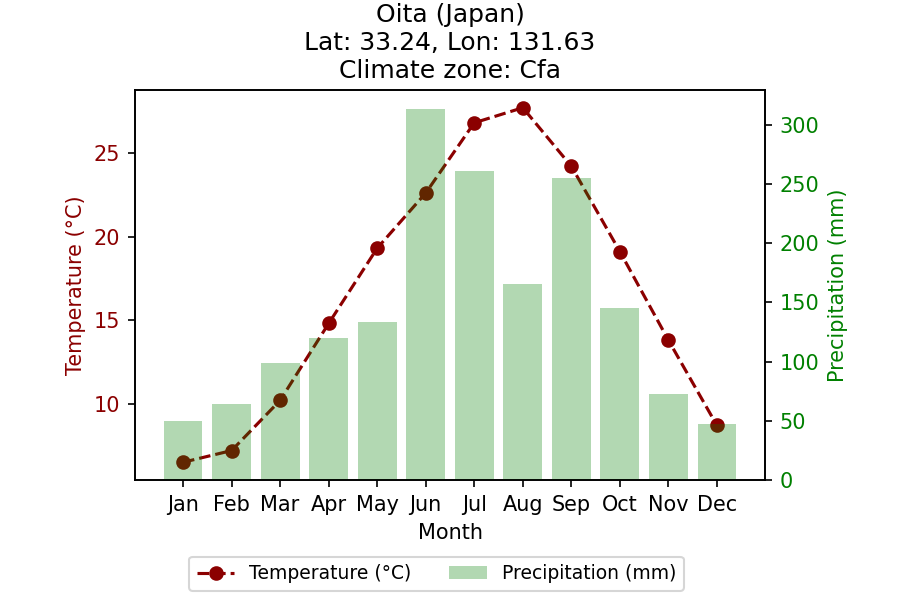 Oita (Japan)
Lat: 33.24, Lon: 131.63
Climate zone: Cfa
Temperature (°C)
25
20
15
10
300
250
200
150
100
50
0
Precipitation (mm)
Jan Feb Mar Apr May Jun Jul Aug Sep Oct Nov Dec
Month
Temperature (°C) Precipitation (mm)